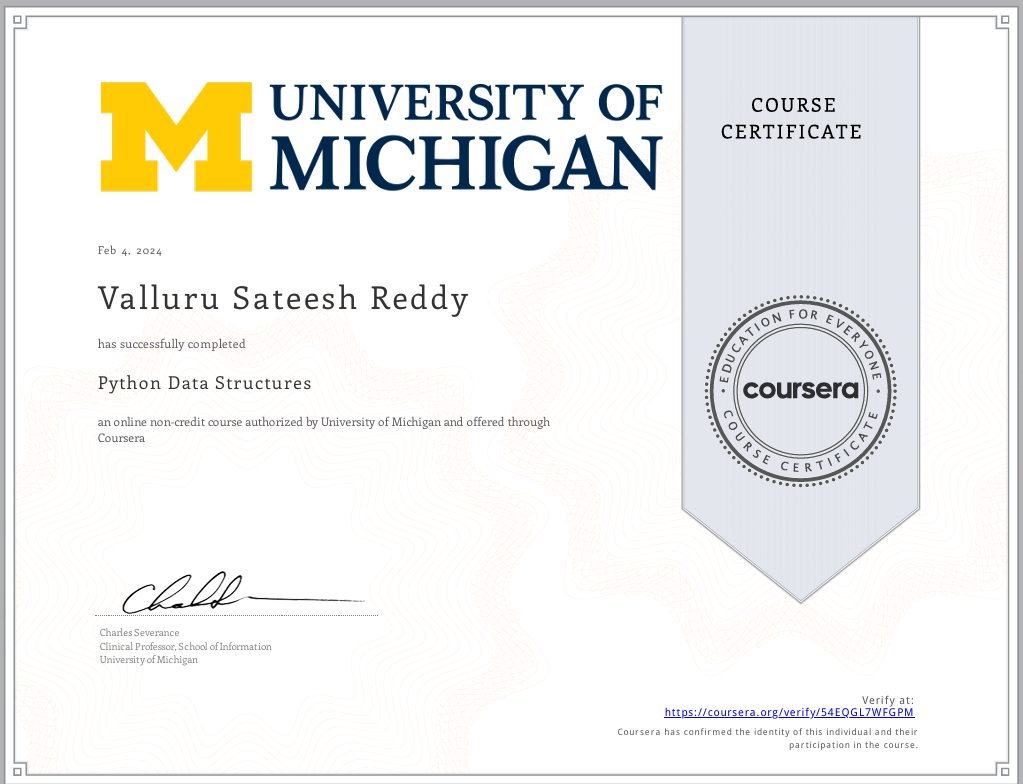 UNIVERSITY OF
MICHIGAN
COURSE
CERTIFICATE
Feb 4, 2024
Valluru Sateesh Reddy
has successfully completed
Python Data Structures
an online non-credit course authorized by University of Michigan and offered through
Coursera
EDUCATION FOR EVERYONE
coursera
COURSE CERTIFICATE
Charles Severance
Clinical Professor, School of Information
University of Michigan
Verify at:
https://coursera.org/verify/54EQGL7WFGPM
Coursera has confirmed the identity of this individual and their
participation in the course.